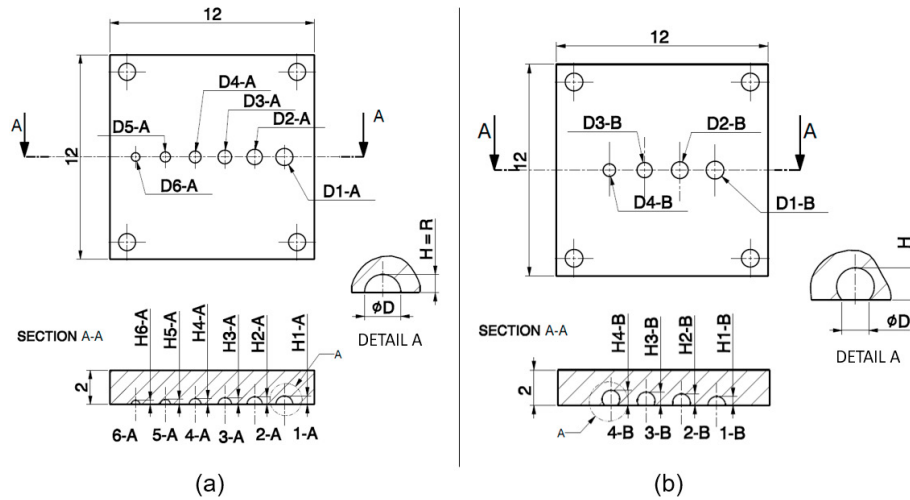 12
12
A
A
D4-A
D3-A
D5-A
D2-A
D6-A
D1-A
H = R
ϕD
DETAIL A
SECTION A-A
H6-A
H5-A
H4-A
H3-A
H2-A
H1-A
A
2
6-A
5-A
4-A
3-A
2-A
1-A
(a)
12
12
A
A
D3-B
D2-B
D4-B
D1-B
H
ϕD
DETAIL A
SECTION A-A
H4-B
H3-B
H2-B
H1-B
2
A
4-B
3-B
2-B
1-B
(b)